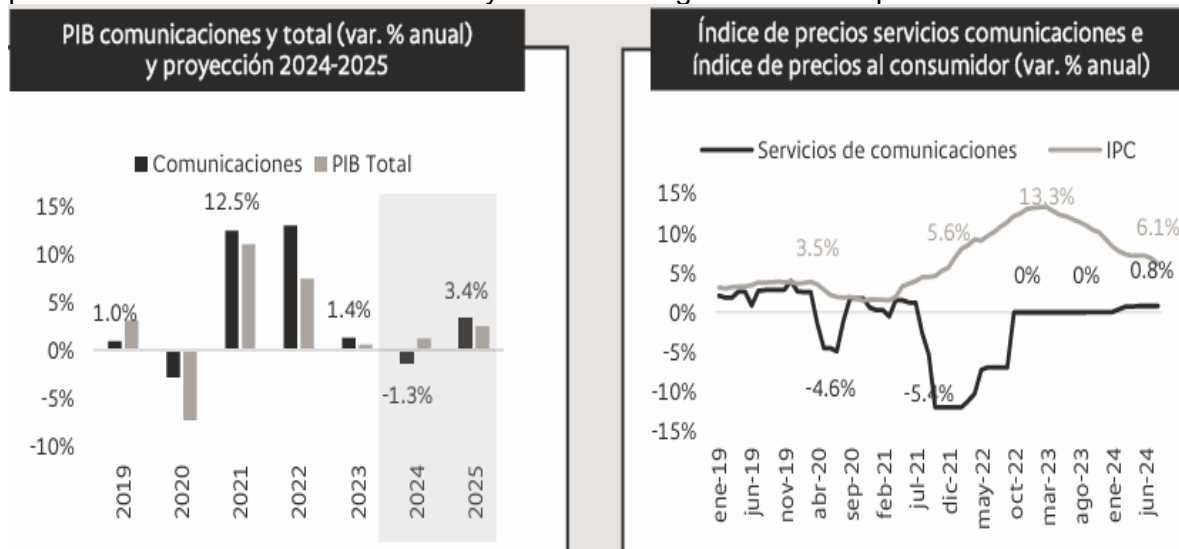 PIB comunicaciones y total (var. % anual)
y proyección 2024-2025
Comunicaciones PIB Total
15%
10%
5%
0%
-5%
-10%
1.0%
12.5%
1.4%
-1.3%
3.4%
2019
2020
2021
2022
2023
2024
2025
Índice de precios servicios comunicaciones e
índice de precios al consumidor (var. % anual)
Servicios de comunicaciones IPC
15%
10%
5%
0%
-5%
-10%
-15%
3.5%
5.6%
13.3%
6.1%
0%
0%
0.8%
-4.6%
-5.4%
ene-19
jun-19
nov-19
abr-20
sep-20
feb-21
jul-21
dic-21
may-22
oct-22
mar-23
ago-23
ene-24
jun-24